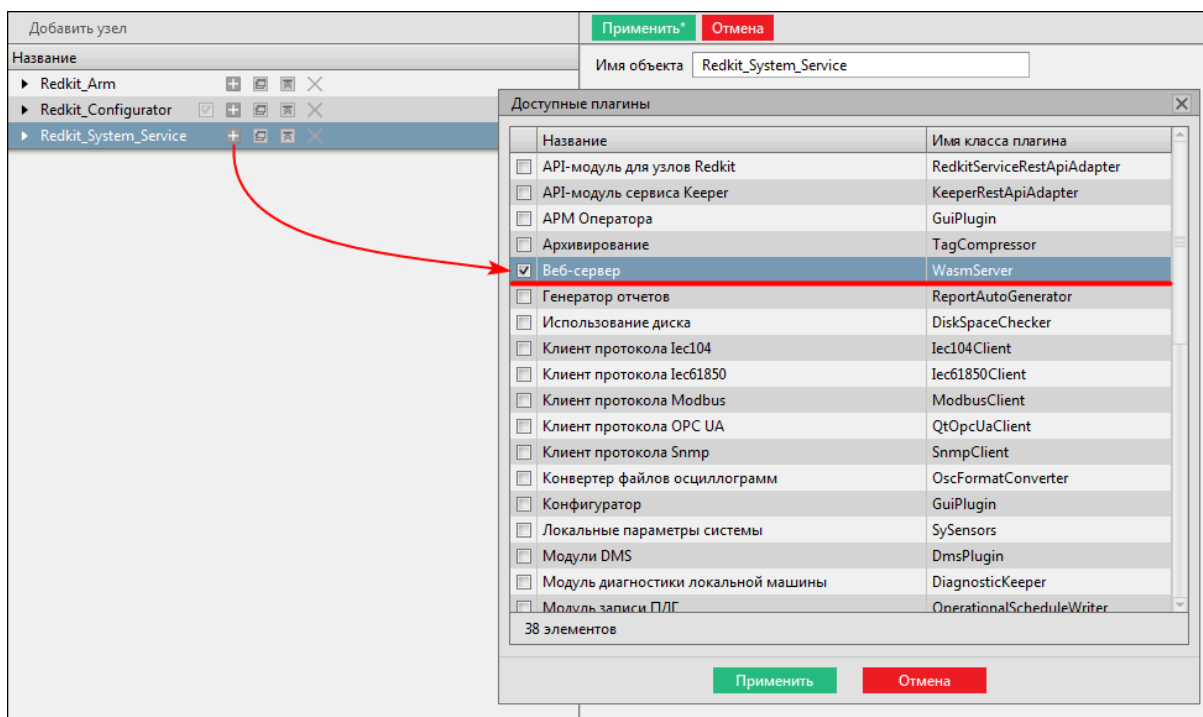 Добавить узел
Применить* Отмена
Название
Имя объекта Redkit_System_Service
Redkit_Arm
Redkit_Configurator
Redkit_System_Service
Доступные плагины
Название Имя класса плагина
API-модуль для узлов Redkit RedkitServiceRestApiAdapter
API-модуль сервиса Keeper KeeperRestApiAdapter
АРМ Оператора GuiPlugin
Архивирование TagCompressor
Веб-сервер WasmServer
Генератор отчетов ReportAutoGenerator
Использование диска DiskSpaceChecker
Клиент протокола Iec104 Iec104Client
Клиент протокола Iec61850 Iec61850Client
Клиент протокола Modbus ModbusClient
Клиент протокола OPC UA QtOpcUaClient
Клиент протокола Snmp SnmpClient
Конвертер файлов осциллограмм OscFormatConverter
Конфигуратор GuiPlugin
Локальные параметры системы SySensors
Модули DMS DmsPlugin
Модуль диагностики локальной машины DiagnosticKeeper
Модуль записи ПДГ OperationalScheduleWriter
38 элементов
Применить Отмена